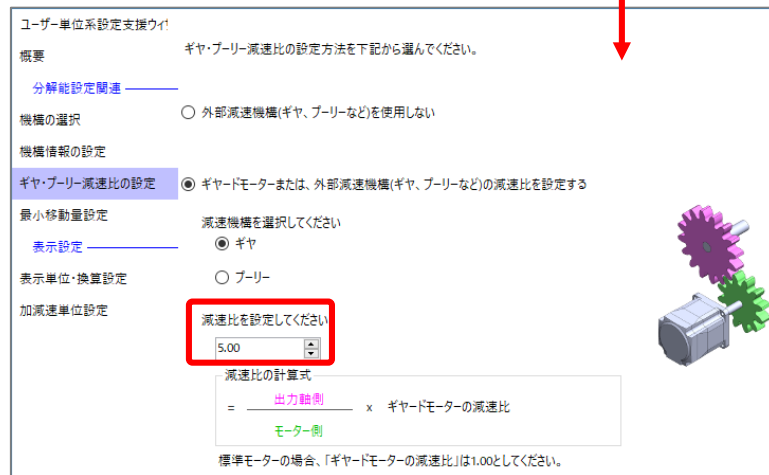 ユーザー単位系設定支援ウイ
概要
分解能設定関連
機構の選択
機構情報の設定
ギヤ・プーリー減速比の設定
最小移動量設定
表示設定
表示単位・換算設定
加減速単位設定
ギヤ・プーリー減速比の設定方法を下記から選んでください。
外部減速機構(ギヤ、プーリーなど)を使用しない
ギヤードモーターまたは、外部減速機構(ギヤ、プーリーなど)の減速比を設定する
減速機構を選択してください
ギヤ
プーリー
減速比を設定してください
5.00
減速比の計算式
出力軸側
= x ギヤードモーターの減速比
モーター側
標準モーターの場合、「ギヤードモーターの減速比」は1.00としてください。